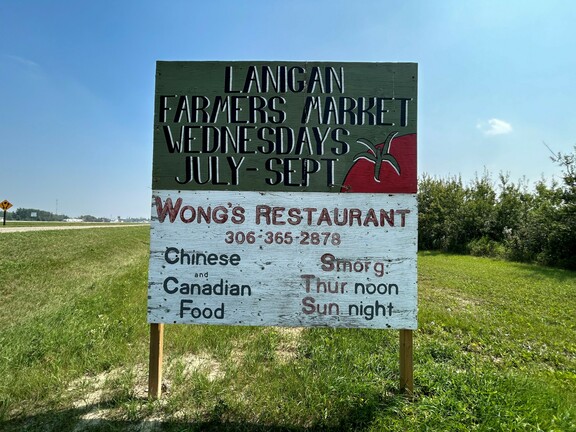 LANIGAN
FARMERS MARKET
WEDNESDAYS
JULY-SEPT
WONG'S RESTAURANT
306-365-2878
Chinese
and
Canadian
Food
Smorg.
Thur noon
Sun night